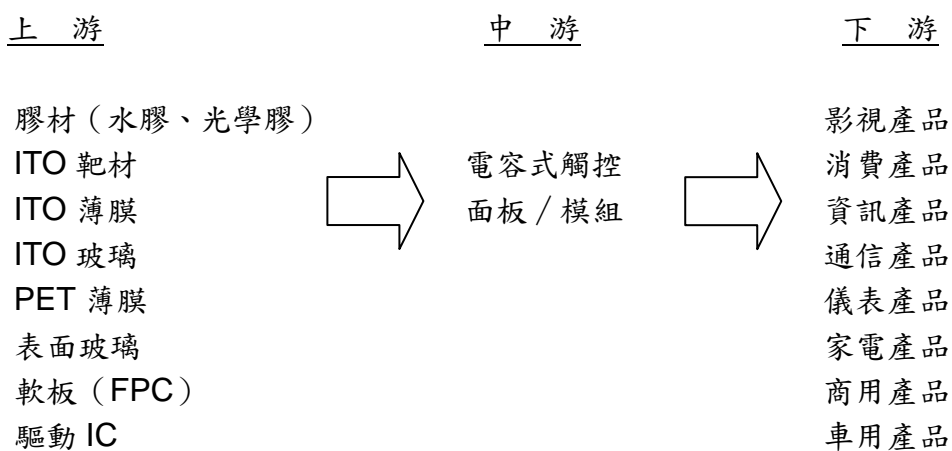 上　游
中　游
下　游
膠材（水膠、光學膠）
ITO 靶材
ITO 薄膜
ITO 玻璃
PET 薄膜
表面玻璃
軟板（FPC）
驅動 IC
電容式觸控
面板／模組
影視產品
消費產品
資訊產品
通信產品
儀表產品
家電產品
商用產品
車用產品